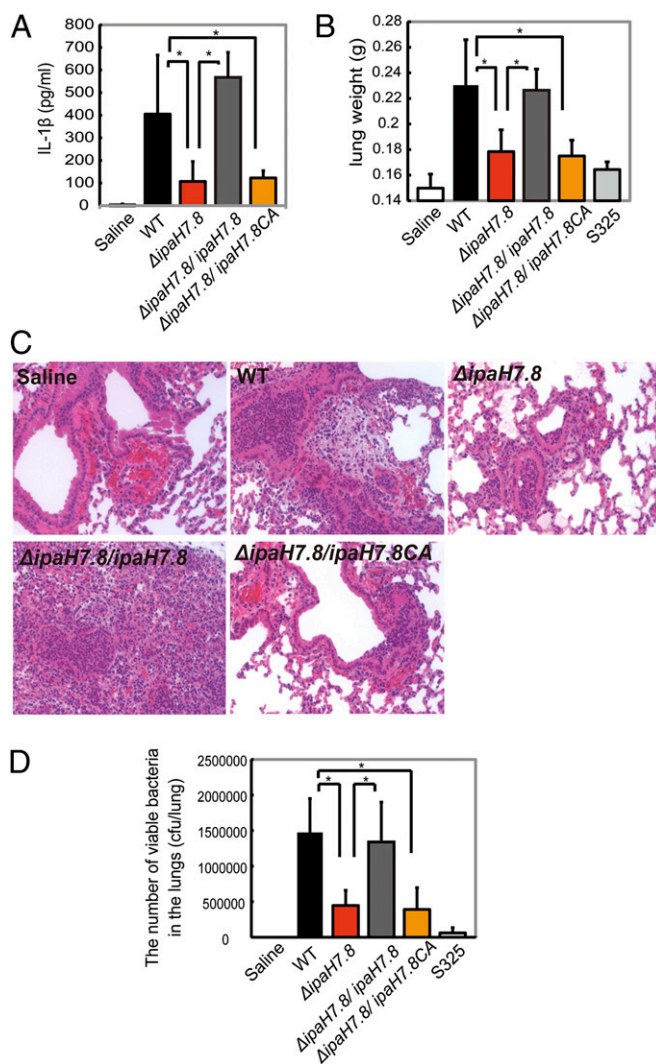 A
IL-1β (pg/ml)
800
700
600
500
400
300
200
100
0
* *
*
Saline
WT
ΔipaH7.8
ΔipaH7.8/ ipaH7.8
ΔipaH7.8/ ipaH7.8CA
B
lung weight (g)
0.28
0.26
0.24
0.22
0.20
0.18
0.16
0.14
*
* *
Saline
WT
ΔipaH7.8
ΔipaH7.8/ ipaH7.8
ΔipaH7.8/ ipaH7.8CA
S325
C
Saline
WT
ΔipaH7.8
ΔipaH7.8/ipaH7.8
ΔipaH7.8/ipaH7.8CA
D
The number of viable bacteria
in the lungs (cfu/lung)
2500000
2000000
1500000
1000000
500000
0
*
* *
Saline
WT
ΔipaH7.8
ΔipaH7.8/ ipaH7.8
ΔipaH7.8/ ipaH7.8CA
S325